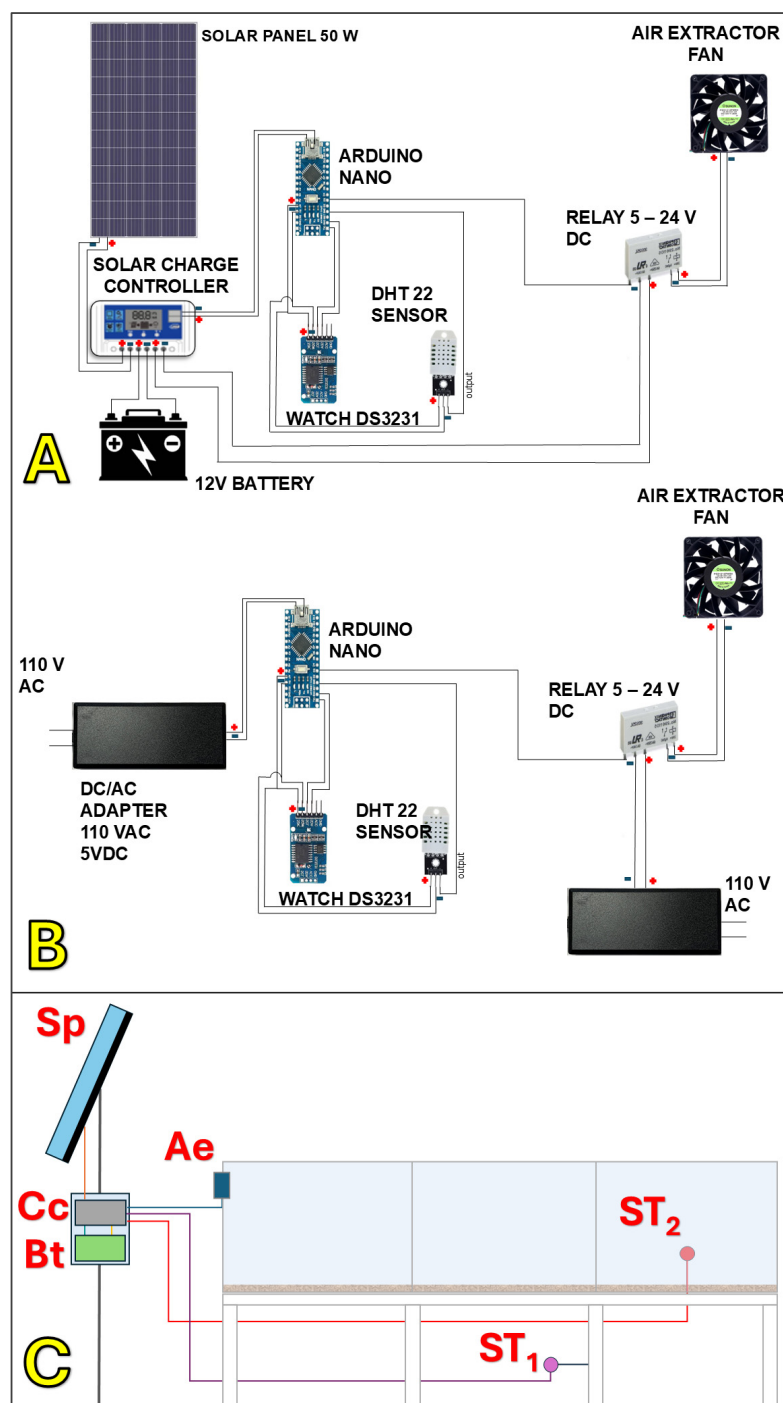 SOLAR PANEL 50 W
AIR EXTRACTOR
FAN
ARDUINO
NANO
RELAY 5 – 24 V
DC
SOLAR CHARGE
CONTROLLER
DHT 22
SENSOR
output
WATCH DS3231
12V BATTERY
A
AIR EXTRACTOR
FAN
ARDUINO
NANO
110 V
AC
RELAY 5 – 24 V
DC
DC/AC
ADAPTER
110 VAC
5VDC
DHT 22
SENSOR
output
WATCH DS3231
110 V
AC
B
Sp
Ae
Cc
ST₂
Bt
ST₁
C